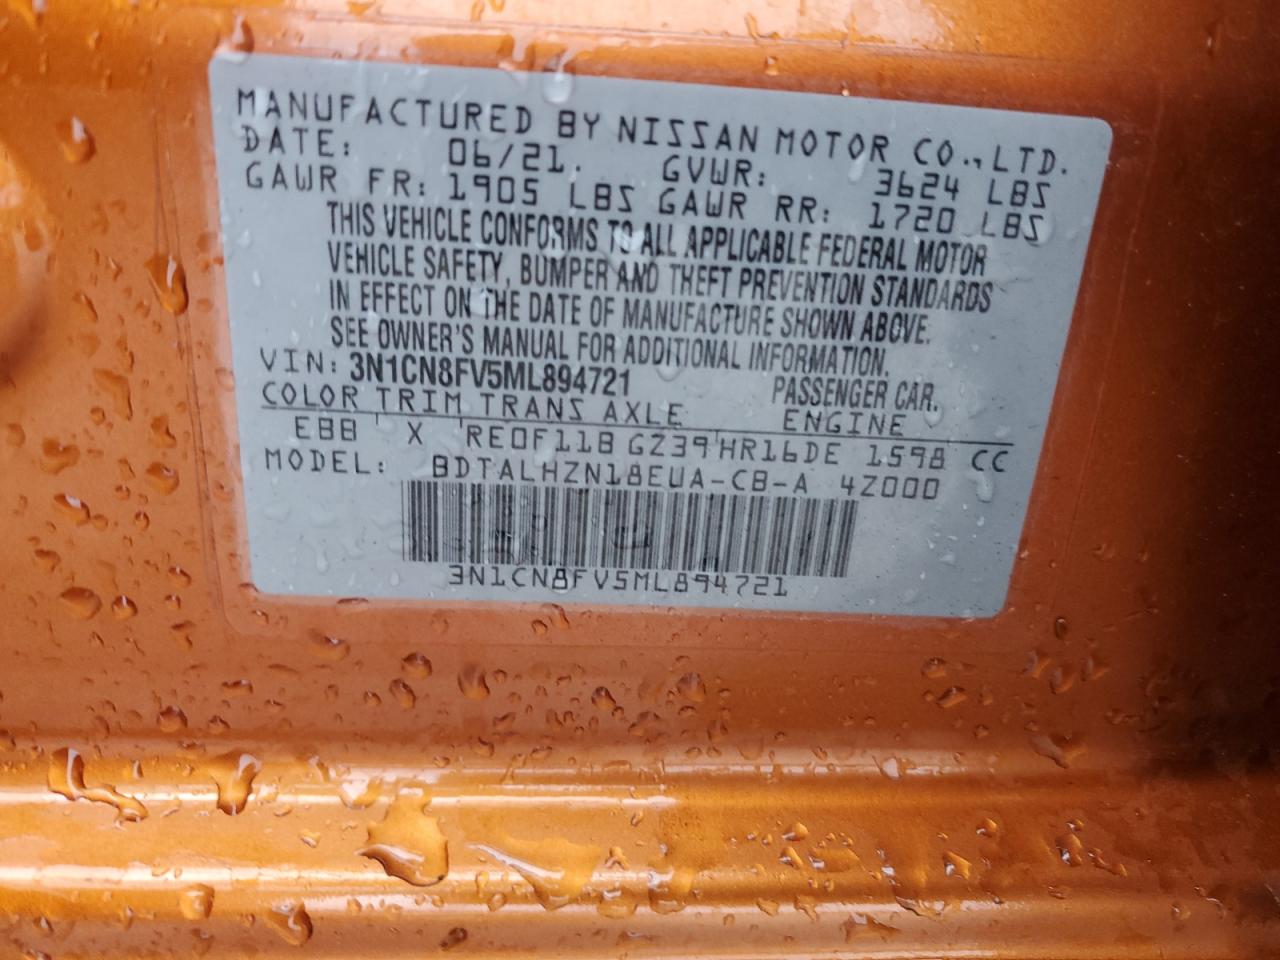 MANUFACTURED BY NISSAN MOTOR CO., LTD.
DATE: 06/21. GVWR: 3624 LBS
GAWR FR: 1905 LBS GAWR RR: 1720 LBS
THIS VEHICLE CONFORMS TO ALL APPLICABLE FEDERAL MOTOR
VEHICLE SAFETY, BUMPER AND THEFT PREVENTION STANDARDS
IN EFFECT ON THE DATE OF MANUFACTURE SHOWN ABOVE.
SEE OWNER'S MANUAL FOR ADDITIONAL INFORMATION.
VIN: 3N1CN8FV5ML894721 PASSENGER CAR.
COLOR TRIM TRANS AXLE ENGINE
EBB X RE0F11B GZ39 HR16DE 1598 CC
MODEL: BDTALHZN18EUA-CB-A 4Z000
3N1CN8FV5ML894721